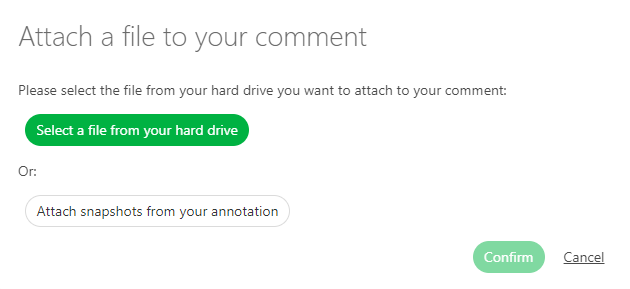 Attach a file to your comment
Please select the file from your hard drive you want to attach to your comment:
Select a file from your hard drive
Or:
Attach snapshots from your annotation
Confirm Cancel